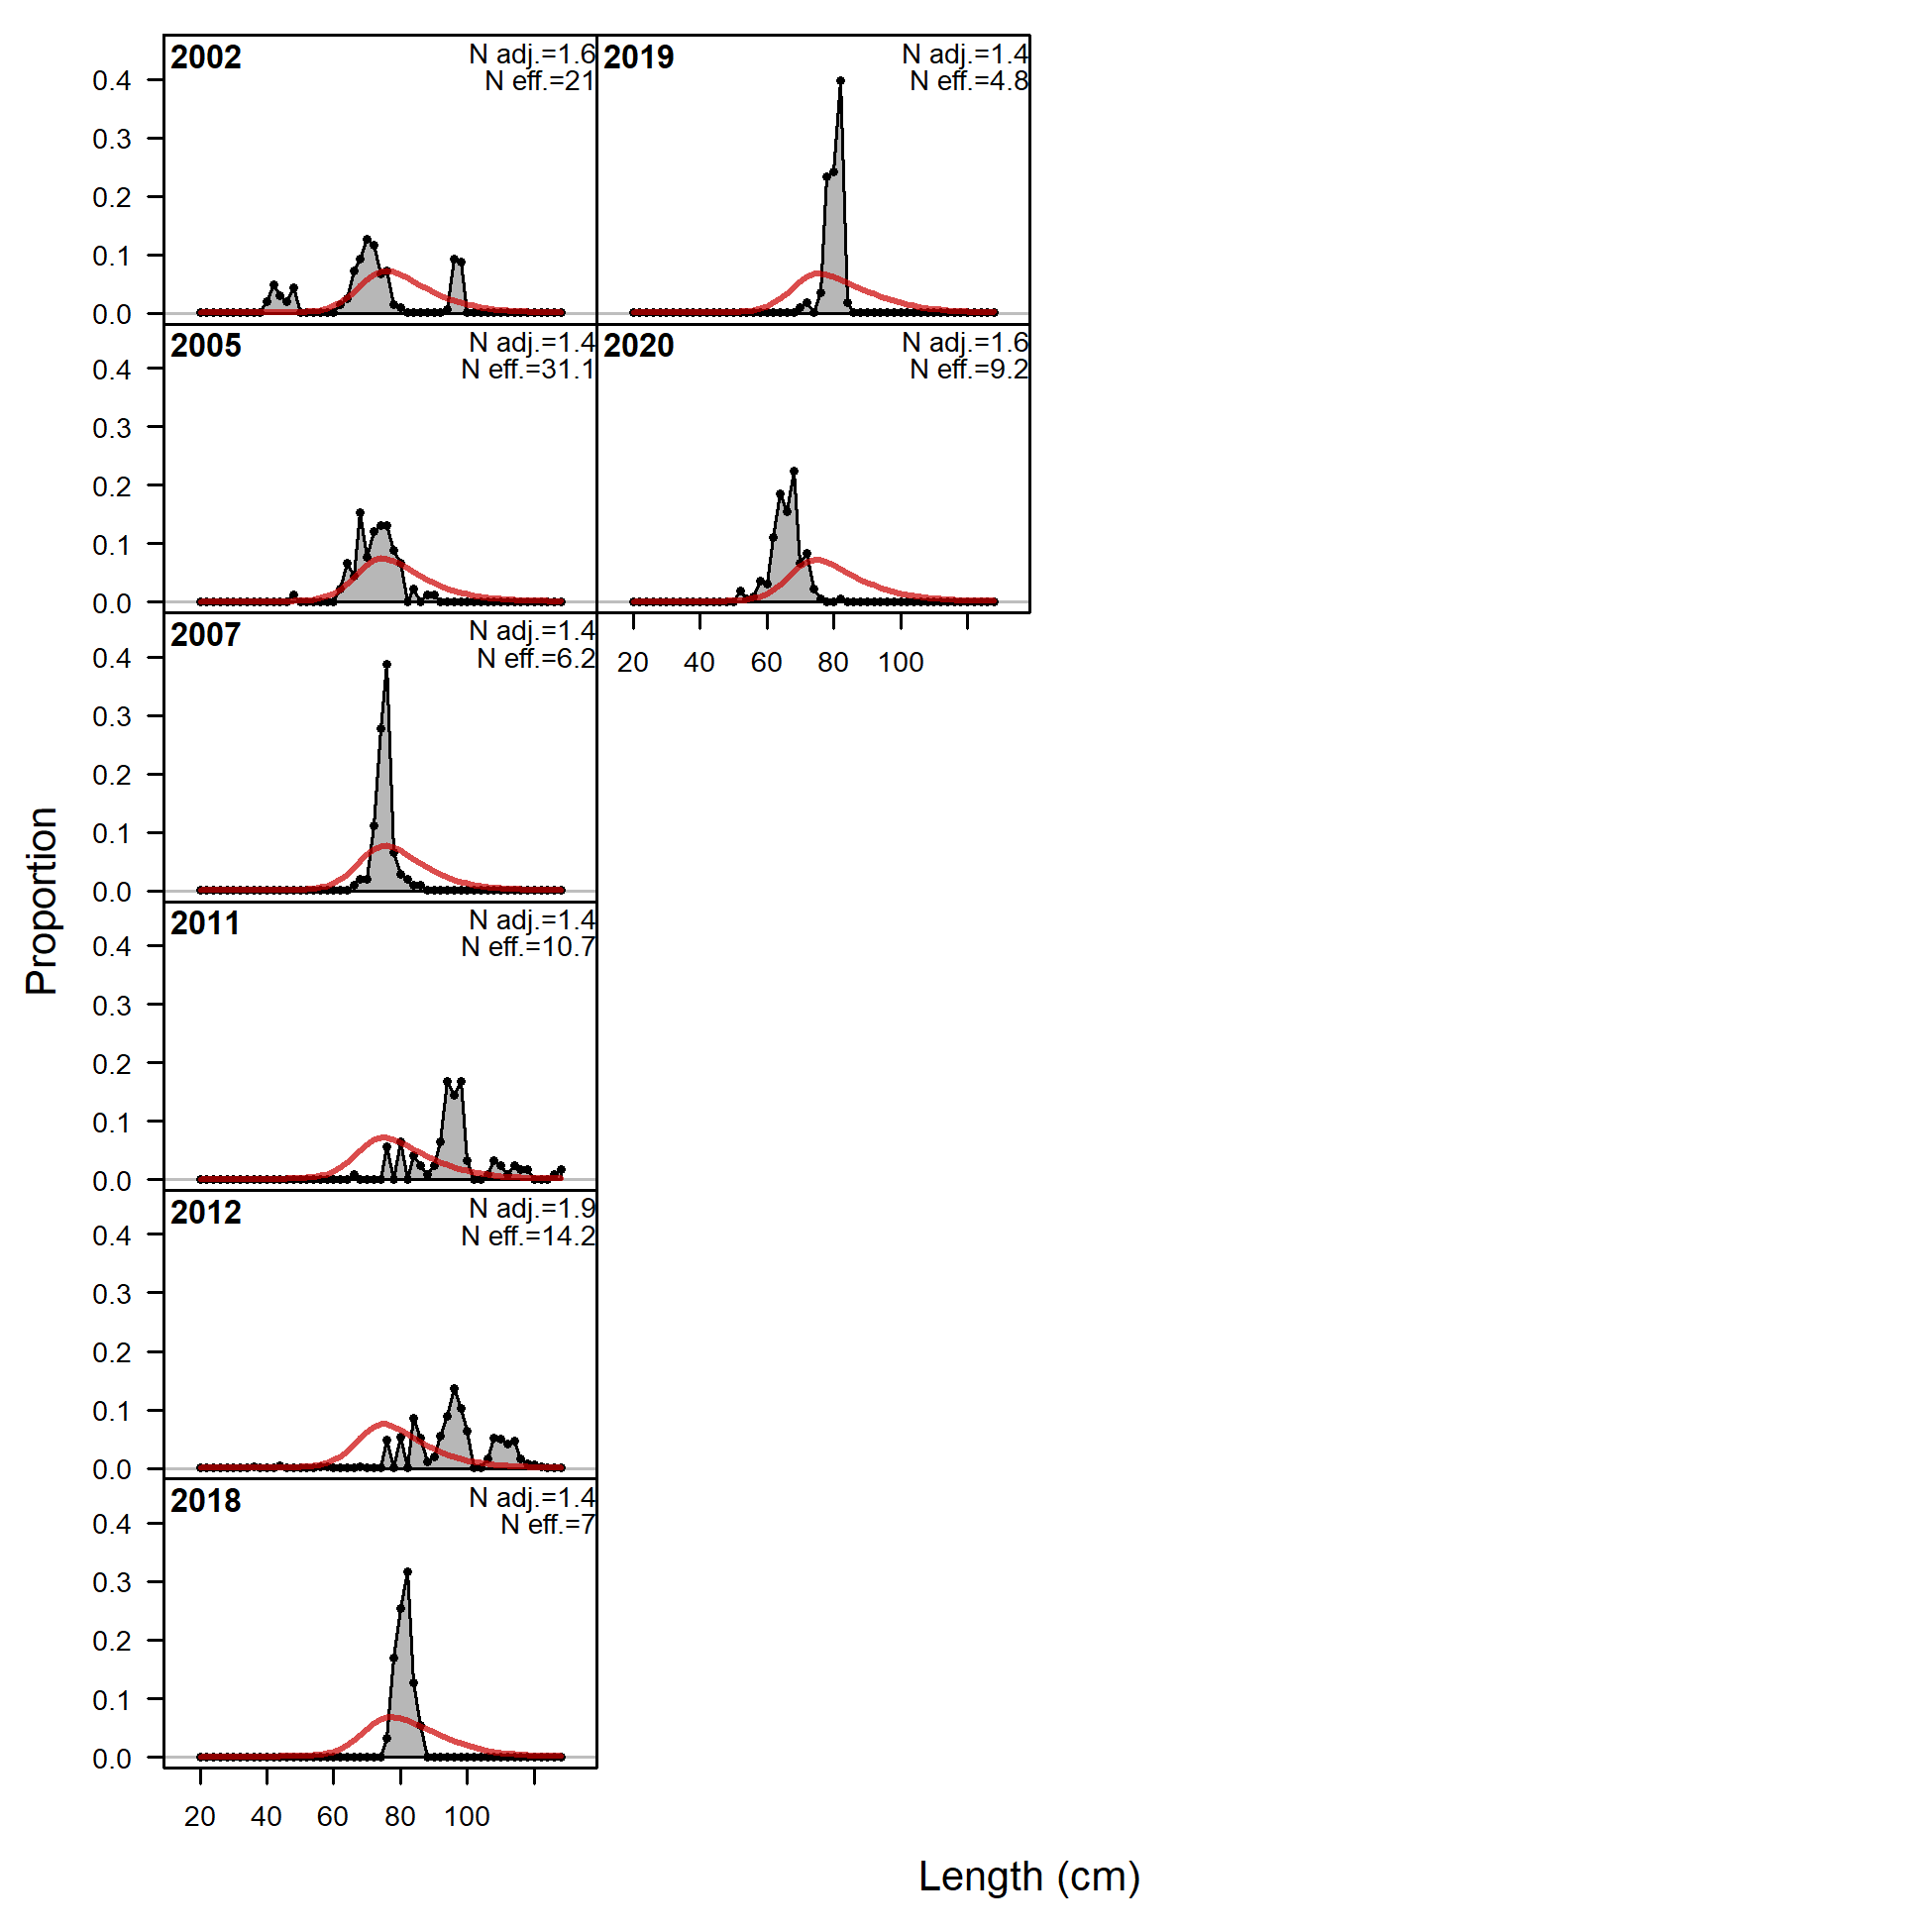 2002
N adj.=1.6
N eff.=21
0.4
0.3
0.2
0.1
0.0
2005
N adj.=1.4
N eff.=31.1
0.4
0.3
0.2
0.1
0.0
2007
N adj.=1.4
N eff.=6.2
0.4
0.3
0.2
0.1
0.0
2011
N adj.=1.4
N eff.=10.7
0.4
0.3
0.2
0.1
0.0
2012
N adj.=1.9
N eff.=14.2
0.4
0.3
0.2
0.1
0.0
2018
N adj.=1.4
N eff.=7
0.4
0.3
0.2
0.1
0.0
20 40 60 80 100
2019
N adj.=1.4
N eff.=4.8
2020
N adj.=1.6
N eff.=9.2
20 40 60 80 100
Proportion
Length (cm)